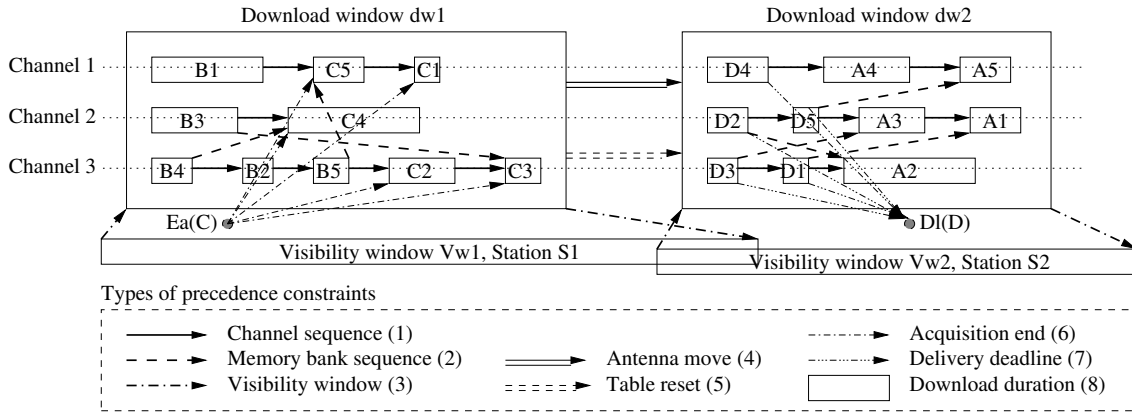 Download window dw1 Download window dw2
Channel 1 B1 C5 C1 D4 A4 A5
Channel 2 B3 C4 D2 D5 A3 A1
Channel 3 B4 B2 B5 C2 C3 D3 D1 A2
Ea(C) Dl(D)
Visibility window Vw1, Station S1
Visibility window Vw2, Station S2
Types of precedence constraints
Channel sequence (1) Acquisition end (6)
Memory bank sequence (2) Antenna move (4) Delivery deadline (7)
Visibility window (3) Table reset (5) Download duration (8)